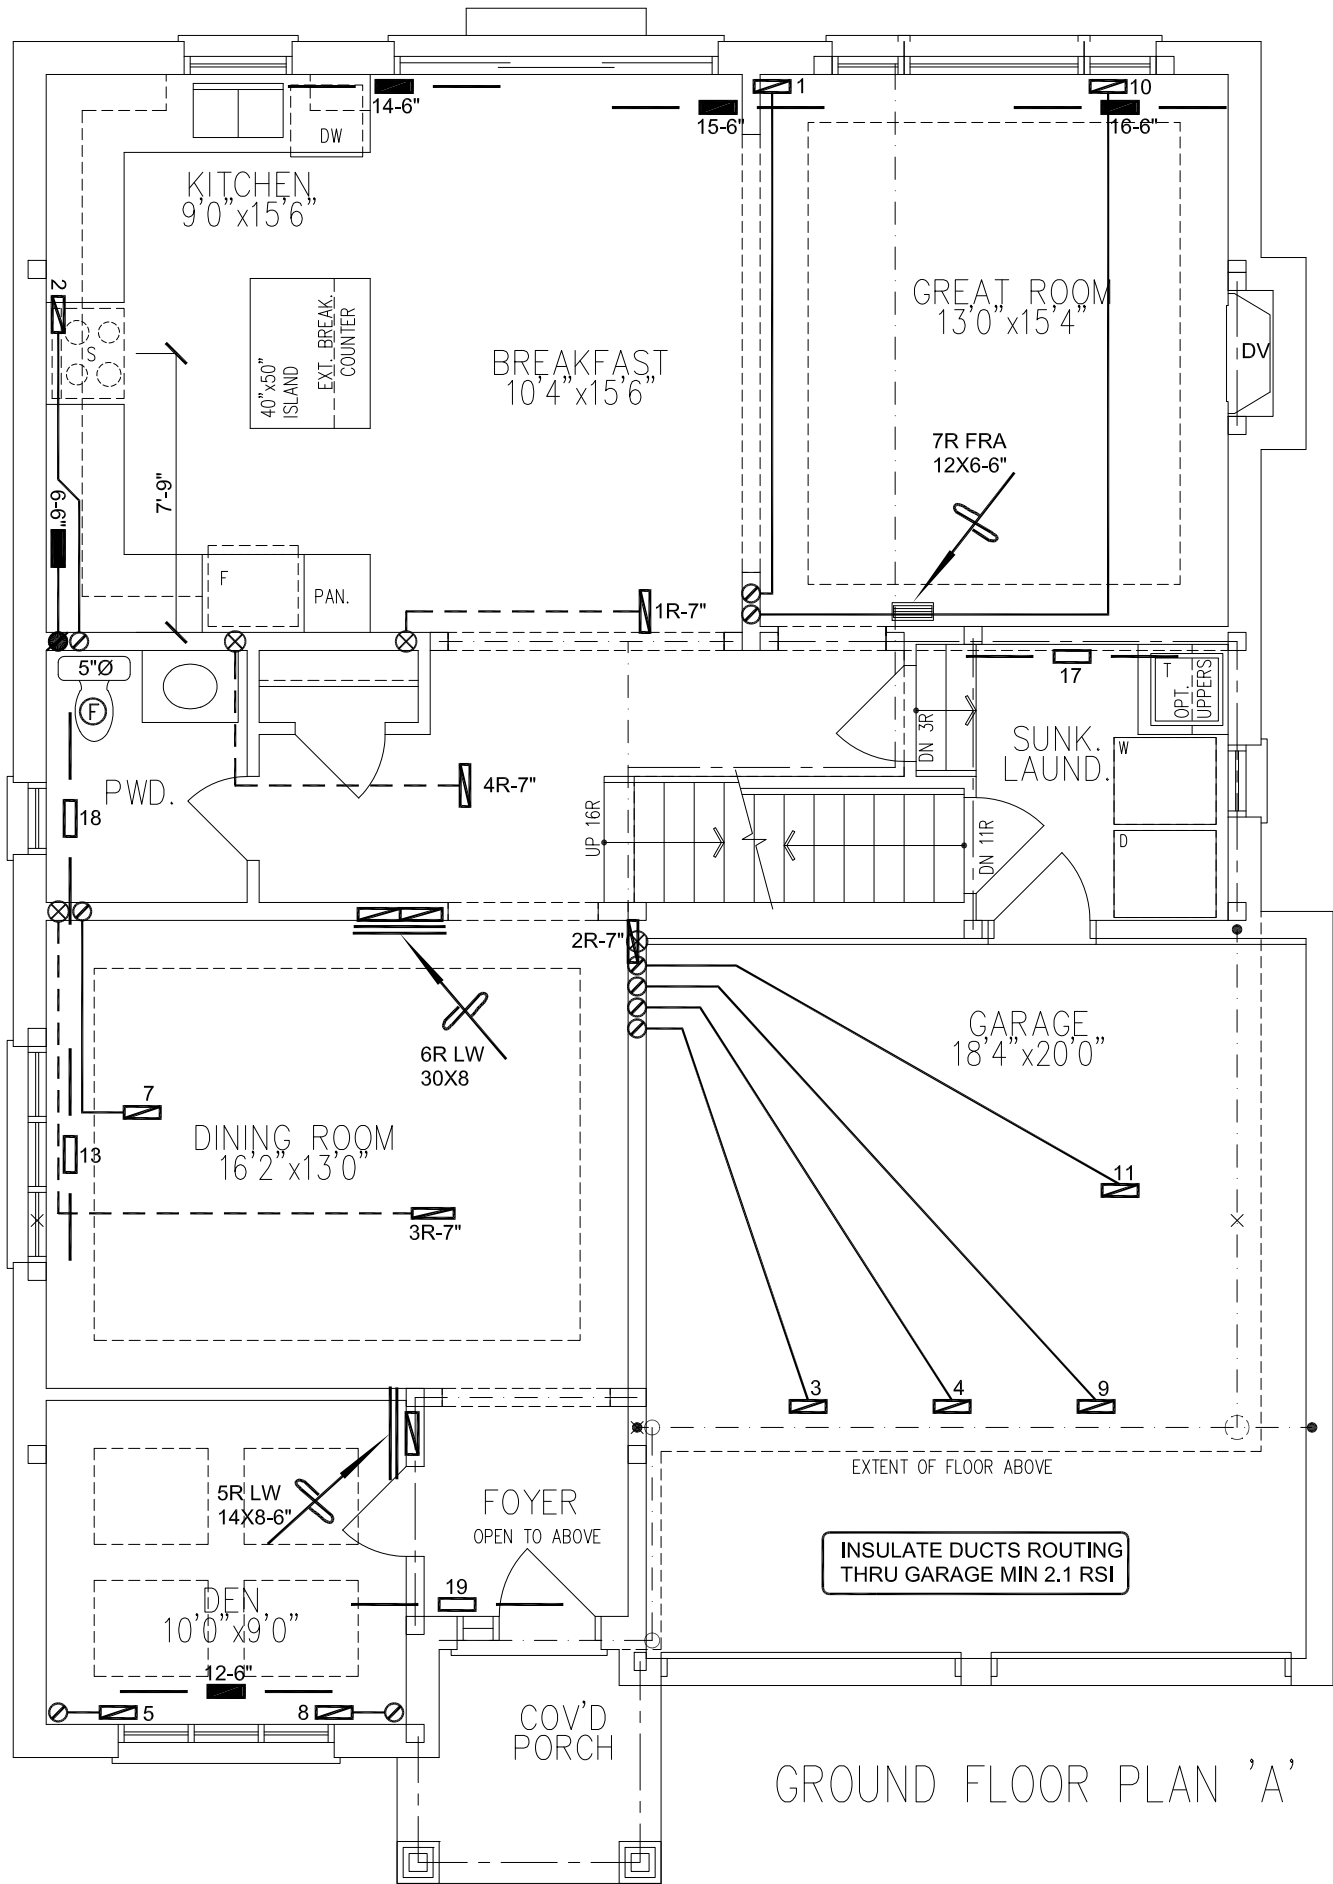 14-6"
1
10
15-6"
16-6"
DW
KITCHEN
9'0"x15'6"
2
S
40"x50"
ISLAND
EXT. BREAK.
COUNTER
BREAKFAST
10'4"x15'6"
GREAT ROOM
13'0"x15'4"
DV
7R FRA
12X6-6"
7'-9"
6-6"
F
PAN.
1R-7"
5"Ø
F
PWD.
18
4R-7"
UP 16R
DN 3R
DN 11R
17
T
OPT.
UPPERS
SUNK.
LAUND.
W
D
2R-7"
6R LW
30X8
GARAGE
18'4"x20'0"
7
DINING ROOM
16'2"x13'0"
13
3R-7"
11
3
4
9
EXTENT OF FLOOR ABOVE
5R LW
14X8-6"
FOYER
OPEN TO ABOVE
INSULATE DUCTS ROUTING
THRU GARAGE MIN 2.1 RSI
19
DEN
10'0"x9'0"
12-6"
5
8
COV'D
PORCH
GROUND FLOOR PLAN 'A'